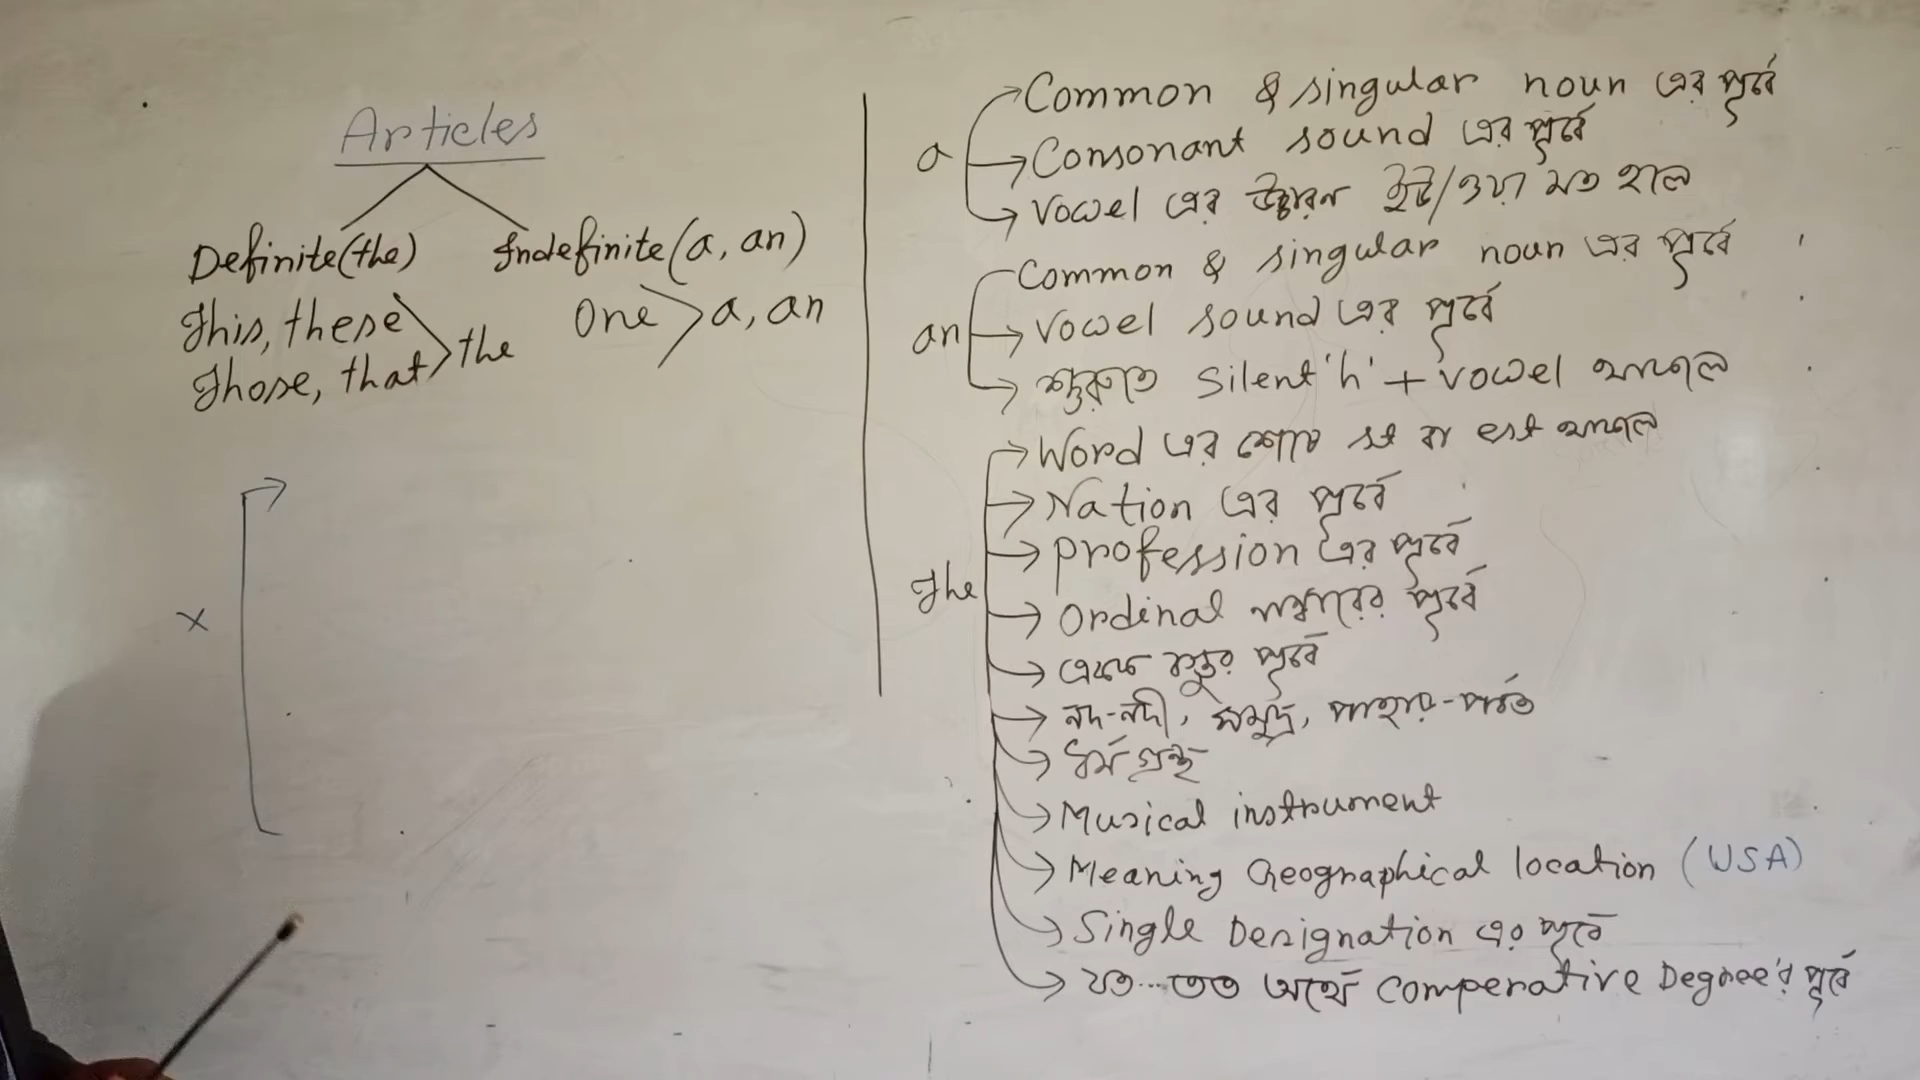 Articles
Definite(the) Indefinite(a, an)
This, these
Those, that
the
One a, an
a
Common & singular noun এর পূর্বে
Consonant sound এর পূর্বে
Vowel এর উচ্চারন ইউ/ওয়া মত হলে
an
Common & singular noun এর পূর্বে
Vowel sound এর পূর্বে
শুরুতে silent 'h' + vowel থাকলে
The
Word এর শেষে st বা est থাকলে
Nation এর পূর্বে
Profession এর পূর্বে
Ordinal নাম্বারের পূর্বে
পূর্বে
নদ-নদী, সমুদ্র, পাহার-পর্বত
ধর্ম গ্রন্থ
Musical instrument
Meaning Geographical location (USA)
Single Designation এর পূর্বে
যত...তত অর্থে Comperative Degree'র পূর্বে
x